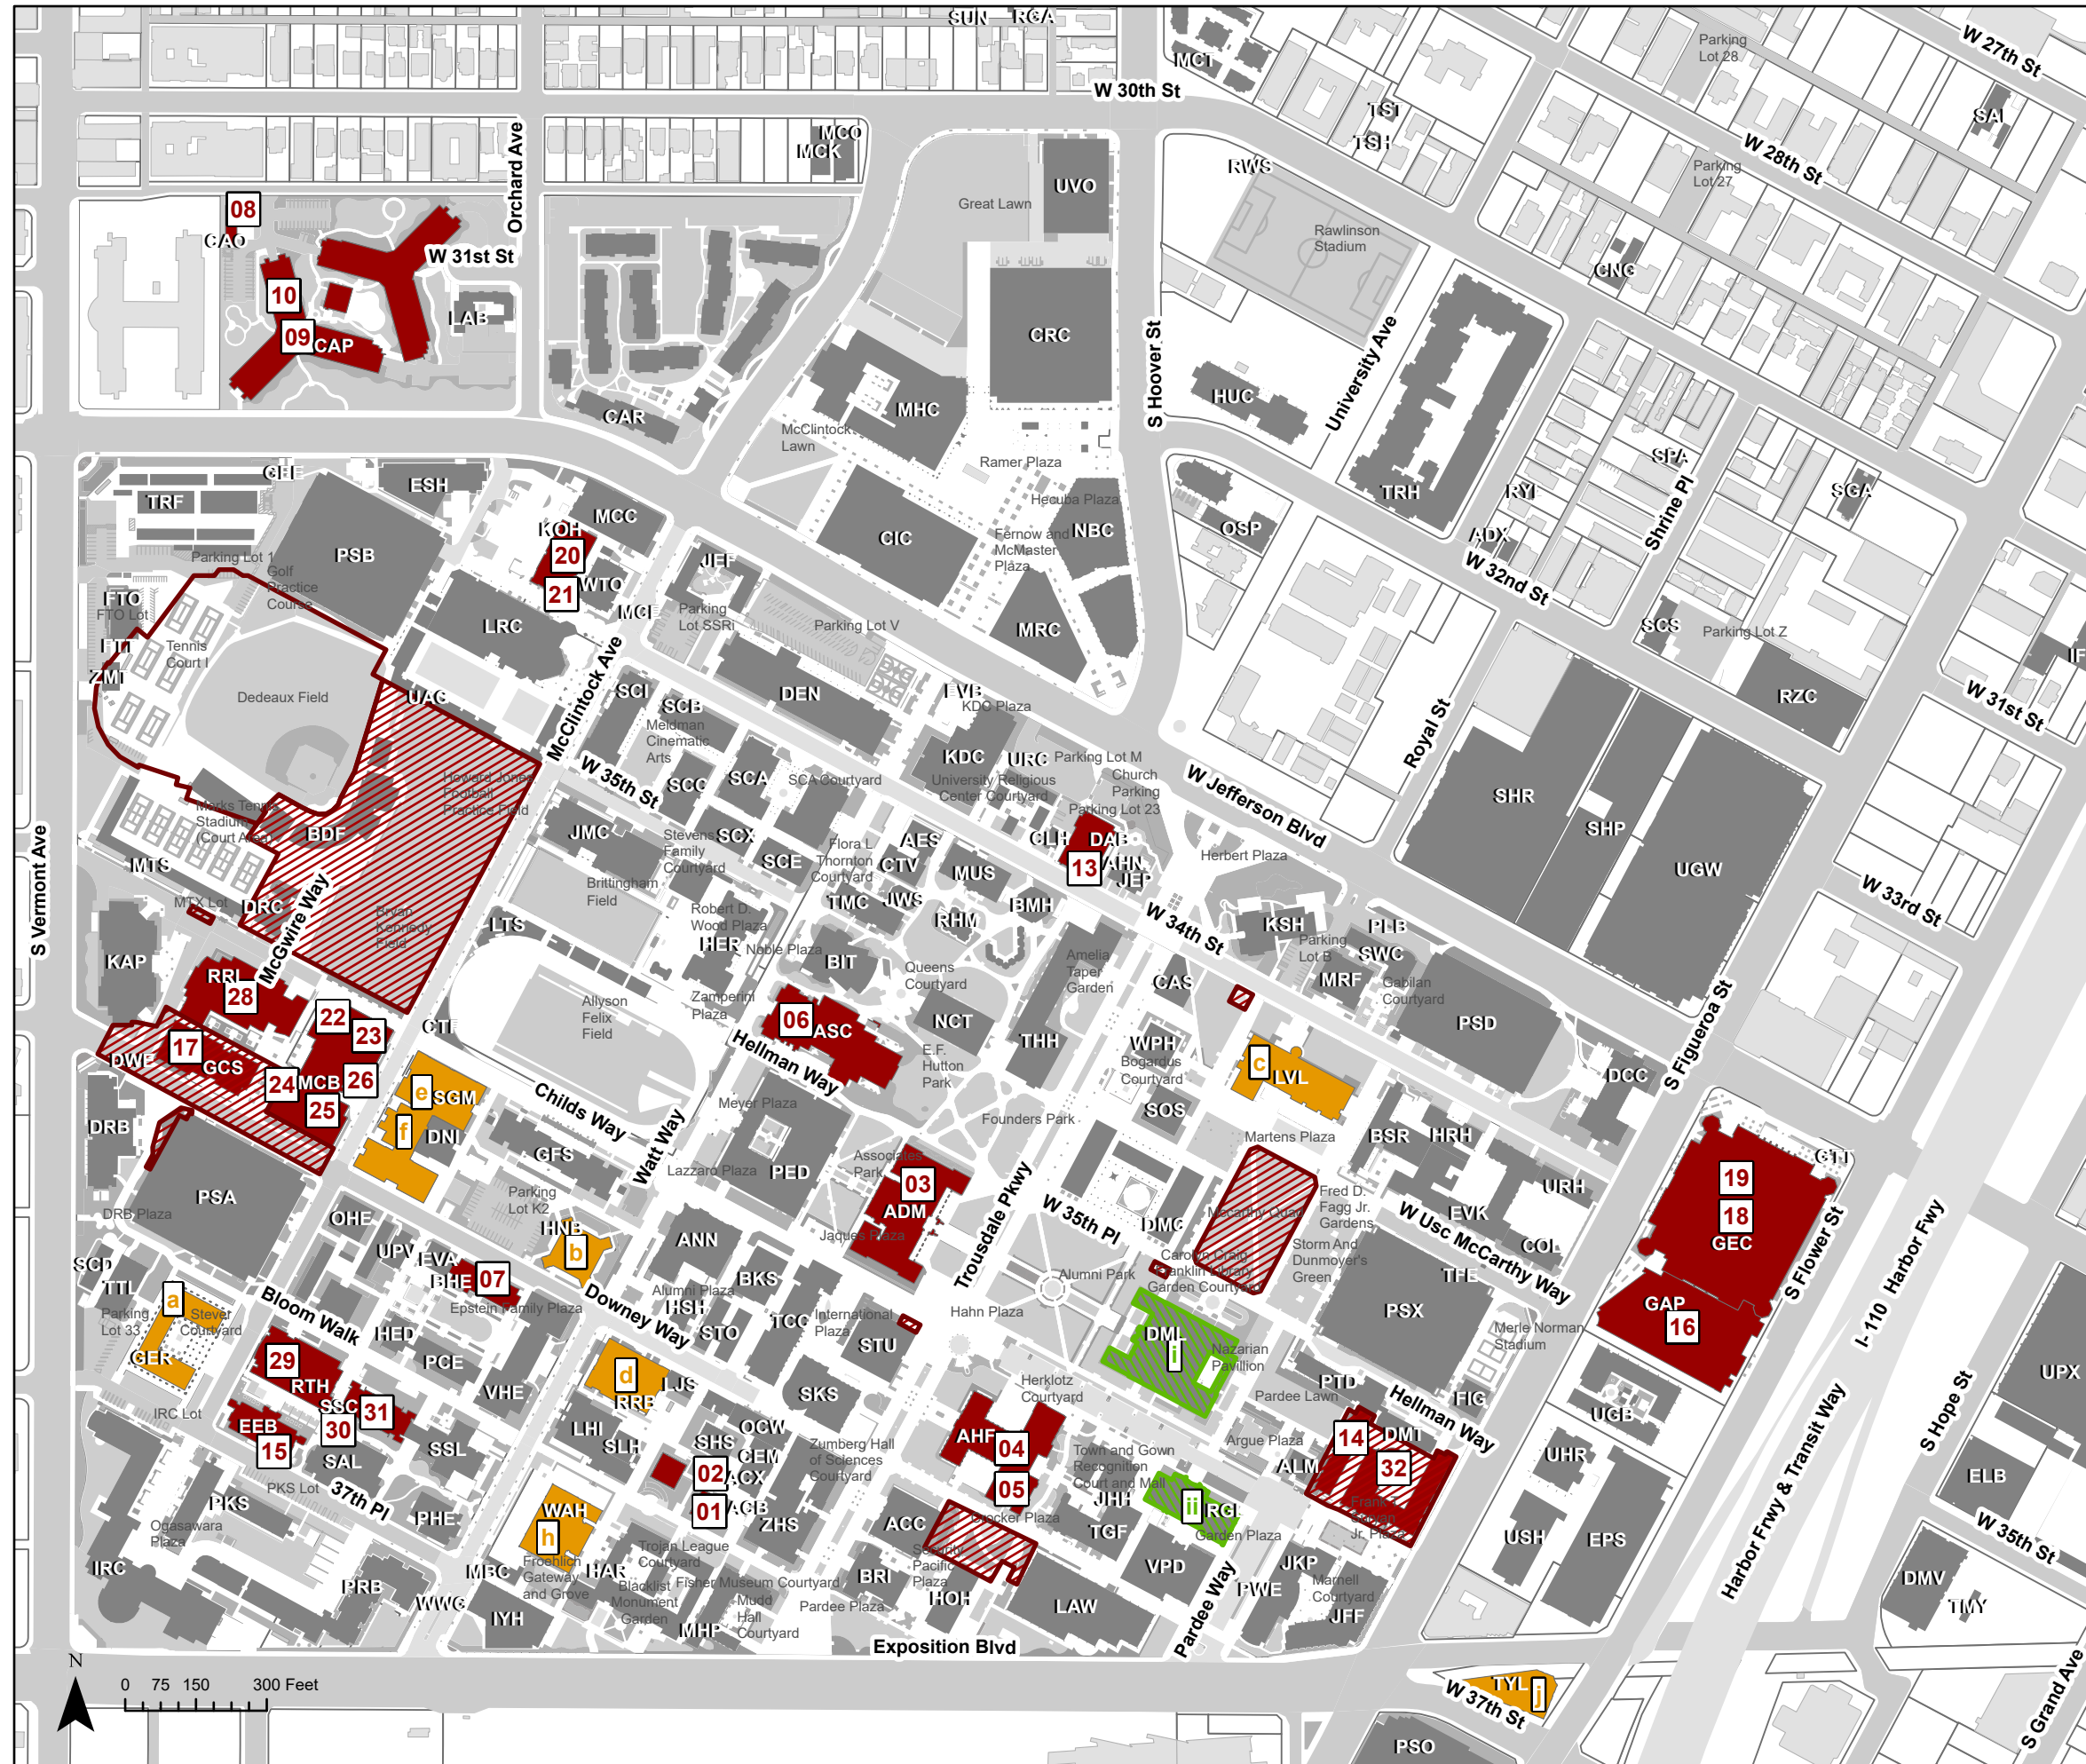 SUN
RGA
W 27th St
Parking
Lot 28
MCT
W 30th St
TST
TSH
SAI
MCO
MCK
Orchard Ave
W 28th St
RWS
Parking
Lot 27
UVO
Great Lawn
08
CAO
W 31st St
Rawlinson
Stadium
CNG
10
09
CAP
LAB
CRC
S Hoover St
University Ave
HUC
MHC
CAR
McClintock
Lawn
Ramer Plaza
TRH
SPA
Shrine Pl
SGA
RYI
ESH
TRF
MCC
KOH
20
21
WTO
Hecuba Plaza
NBC
CIC
Fernow and
McMaster
Plaza
OSP
ADX
W 32nd St
PSB
Parking Lot 1
Golf
Practice
Course
JEF
MCI
Parking
Lot SSRi
Parking Lot V
MRC
FTO
FTO Lot
LRC
SCS
Parking Lot Z
Tennis
Court I
McClintock Ave
Dedeaux Field
UAC
SCI
SCB
DEN
KDC Plaza
RZC
W 31st St
Royal St
Meldman
Cinematic
Arts
KDC
URC
Parking Lot M
W 35th St
SCC
SCA
SCA Courtyard
University Religious
Center Courtyard
Church
Parking
Parking Lot 23
W Jefferson Blvd
SHR
SHP
UGW
Howard Jones
Football
Practice Field
Marks Tennis
Stadium
(Court Area)
BDF
S Vermont Ave
MTS
JMC
Stevens
Family
Courtyard
SCX
SCE
Flora L
Thornton
Courtyard
AES
CTV
CLH
DAB
13
AHN
JEP
Herbert Plaza
W 33rd St
MUS
Brittingham
Field
TMC
JWS
RHM
BMH
W 34th St
MTX Lot
DRC
McGwire Way
Bryan
Kennedy
Field
LTS
Robert D.
Wood Plaza
HER
Noble Plaza
BIT
Queens
Courtyard
Amelia
Taper
Garden
KSH
Parking
Lot B
PLB
SWC
MRF
Gabilan
Courtyard
KAP
RRI
28
CAS
Allyson
Felix
Field
Zamperini
Plaza
06
ASC
NCT
THH
PSD
S Figueroa St
22
23
17
GCS
24
MCB
26
25
WPH
Bogardus
Courtyard
c
LVL
DCC
Hellman Way
E.F.
Hutton
Park
e
SGM
f
DNI
DRB
Childs Way
Meyer Plaza
SOS
Founders Park
Martens Plaza
BSR
HRH
GFS
Watt Way
Lazzaro Plaza
PED
Associates
Park
03
ADM
URH
19
18
GEC
PSA
DRB Plaza
Parking
Lot K2
OHE
HNB
b
ANN
Jaques Plaza
Trousdale Pkwy
W 35th Pl
DMC
McCarthy Quad
Fred D.
Fagg Jr.
Gardens
EVK
W Usc McCarthy Way
S Flower St
I-110 Harbor Fwy
SCD
TTL
UPV
EVA
BHE
07
Epstein Family Plaza
Alumni Plaza
BKS
Carolyn Craig
Franklin Library
Garden Courtyard
Storm And
Dunmoyer's
Green
Alumni Park
TFE
a
Parking
Lot 33
Stever
Courtyard
GER
Bloom Walk
HED
PCE
Downey Way
HSH
STO
TCC
International
Plaza
Hahn Plaza
STU
DML
i
Nazarian
Pavillion
PSX
Merle Norman
Stadium
GAP
16
29
RTH
VHE
d
RRB
LJS
SKS
Herklotz
Courtyard
PTD
Pardee Lawn
Hellman Way
FIG
UGB
UPX
S Hope St
Harbor Frwy & Transit Way
IRC Lot
EEB
15
SSC
31
30
SAL
SSL
LHI
SLH
OCW
SHS
CEM
Zumberg Hall
of Sciences
Courtyard
AHF
04
05
Town and Gown
Recognition
Court and Mall
Argue Plaza
14
DMT
32
ALM
UHR
ELB
PKS Lot
PKS
37th Pl
PHE
02
ACX
01
ACB
ZHS
WAH
h
ACC
Crocker Plaza
JHH
TGF
ii
RGL
Garden Plaza
USH
EPS
W 35th St
Ogasawara
Plaza
IRC
PRB
MBC
Froehlich
Gateway
and Grove
HAR
Trojan League
Courtyard
Blacklist
Monument
Garden
Fisher Museum Courtyard
Mudd
Hall
Courtyard
Pardee Plaza
BRI
Security
Pacific
Plaza
HOH
VPD
Pardee Way
JKP
PWE
Marnell
Courtyard
JFF
DMV
TMY
WWC
IYH
MHP
LAW
Exposition Blvd
S Grand Ave
N
0 75 150 300 Feet
TYL
j
W 37th St
PSO